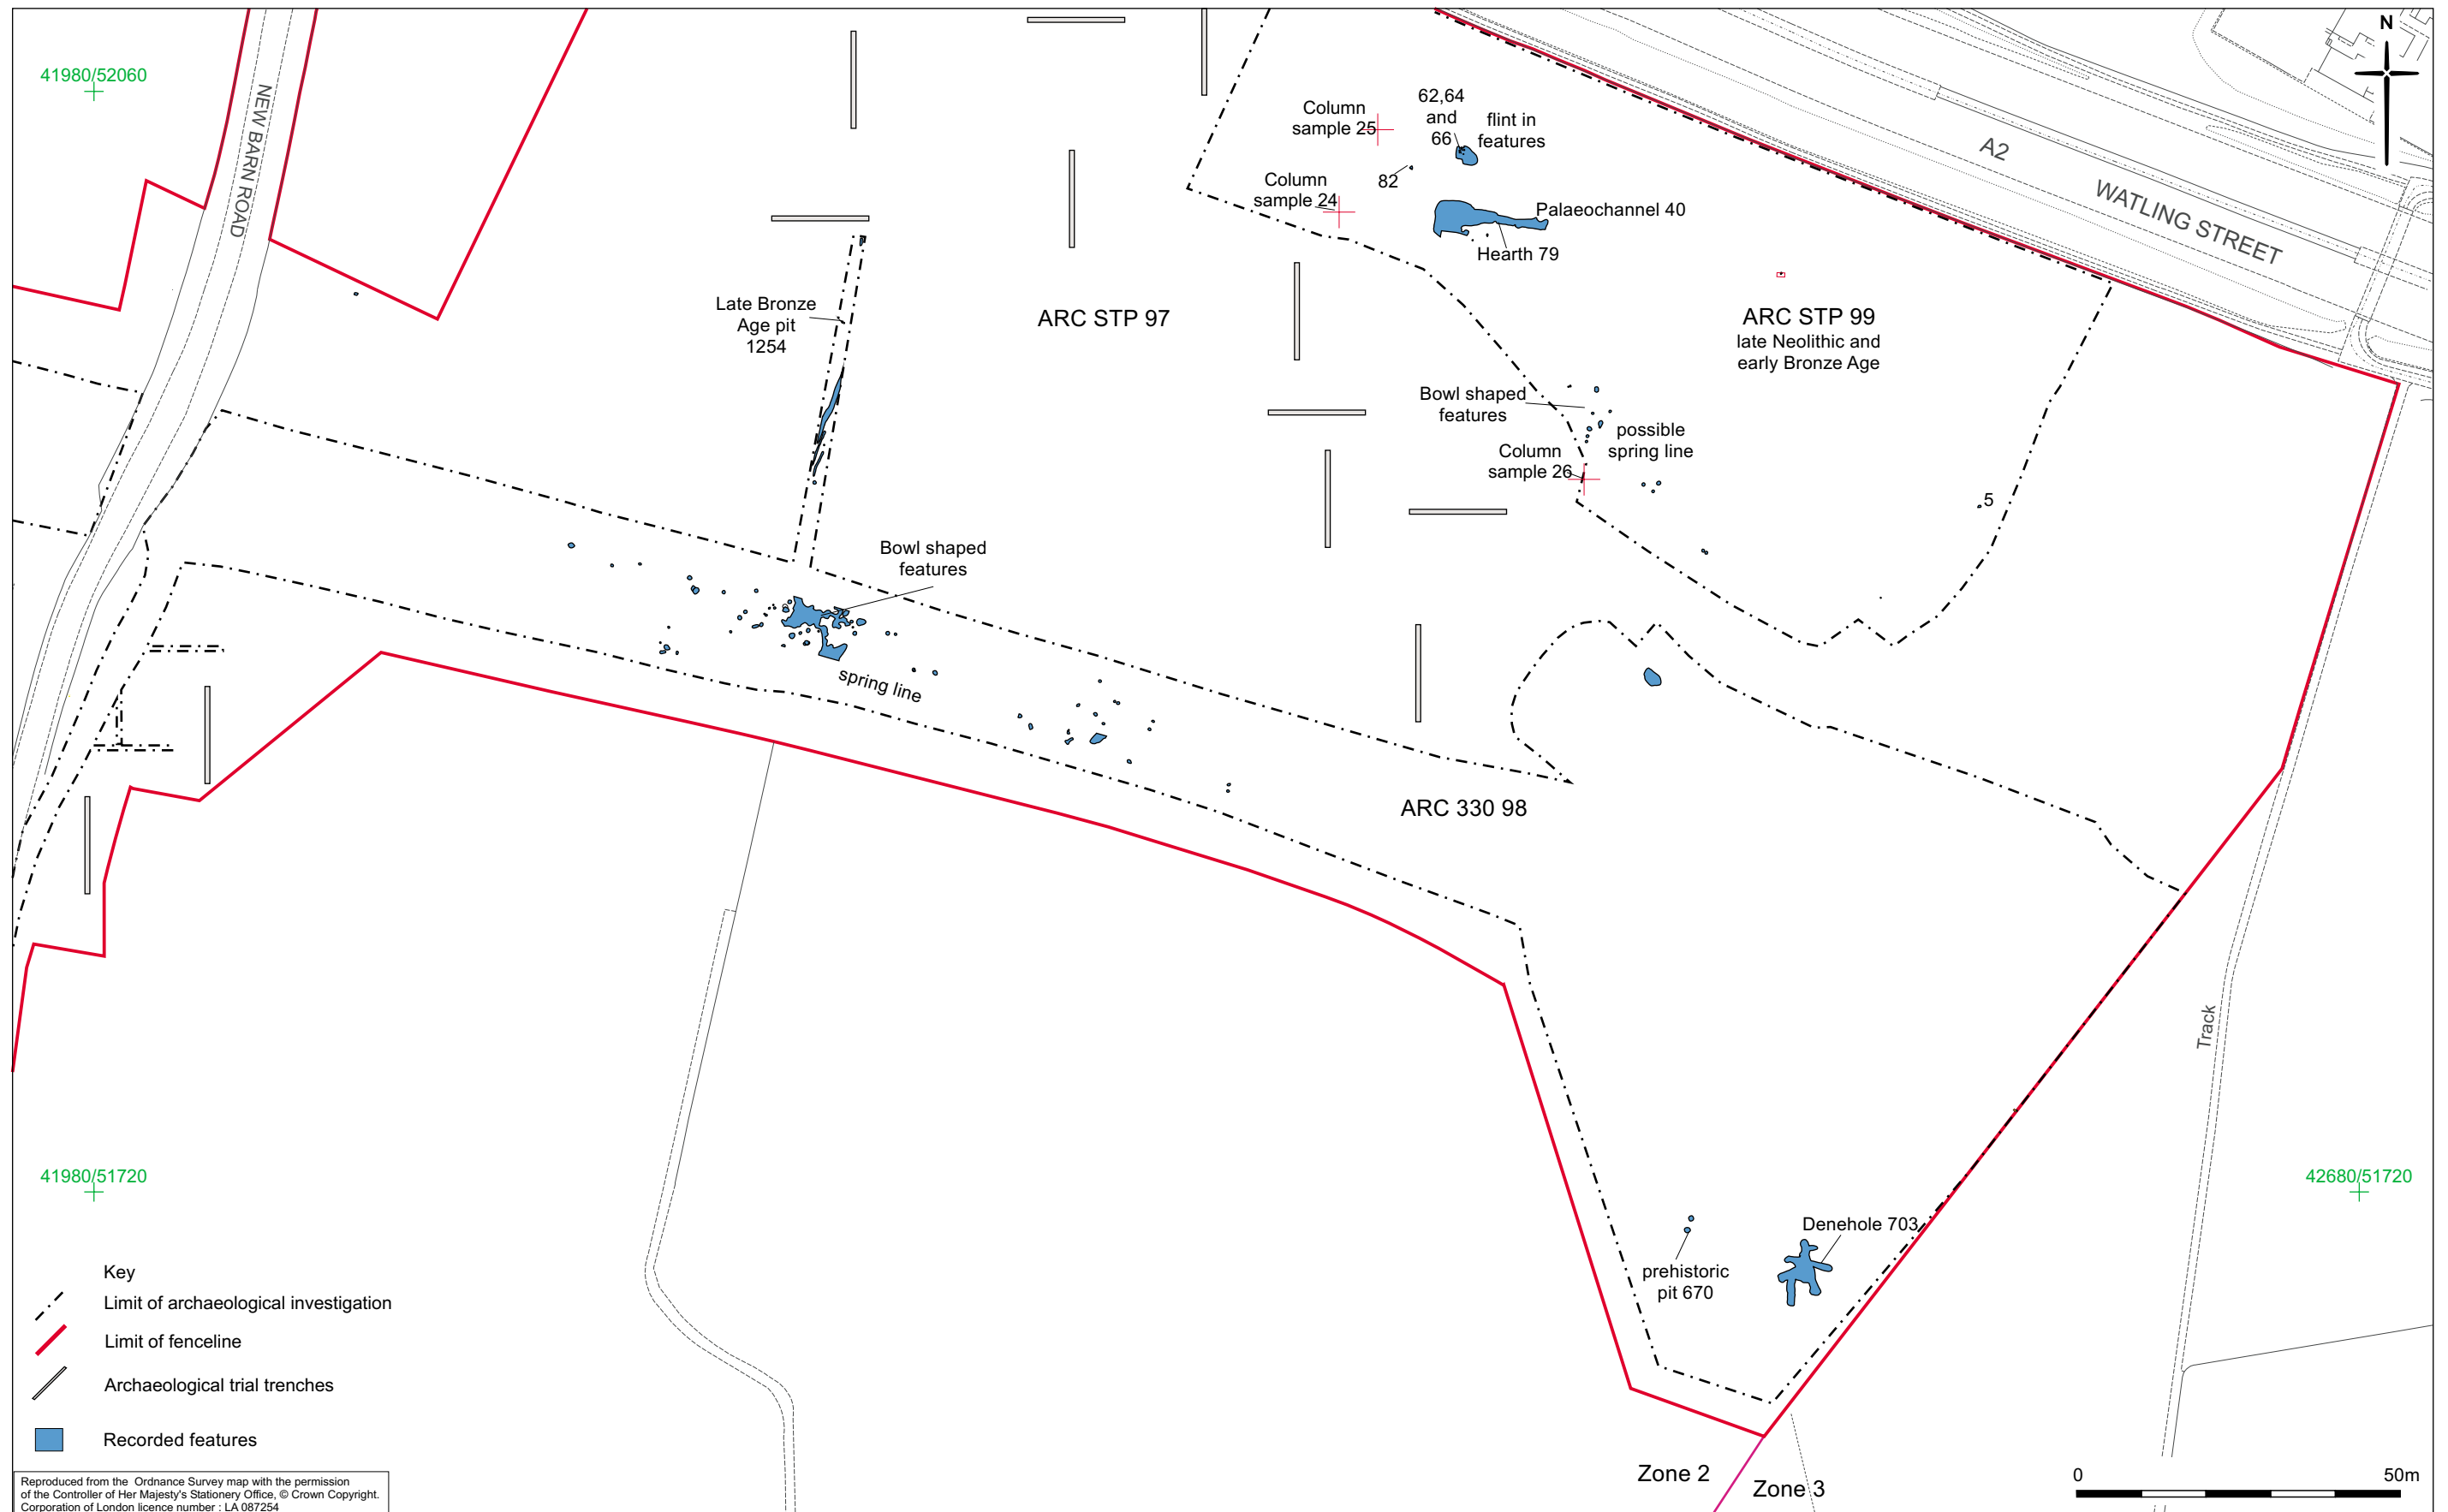 41980/52060
NEW BARN ROAD
N
Column
sample 25
62,64
and
66
flint in
features
82
Column
sample 24
A2
WATLING STREET
Palaeochannel 40
Hearth 79
Late Bronze
Age pit
1254
ARC STP 97
ARC STP 99
late Neolithic and
early Bronze Age
Bowl shaped
features
possible
spring line
Column
sample 26
5
Bowl shaped
features
spring line
ARC 330 98
Track
41980/51720
42680/51720
Denehole 703
prehistoric
pit 670
Key
Limit of archaeological investigation
Limit of fenceline
Archaeological trial trenches
Recorded features
Zone 2
Zone 3
0
50m
Reproduced from the Ordnance Survey map with the permission
of the Controller of Her Majesty's Stationery Office, © Crown Copyright.
Corporation of London licence number : LA 087254